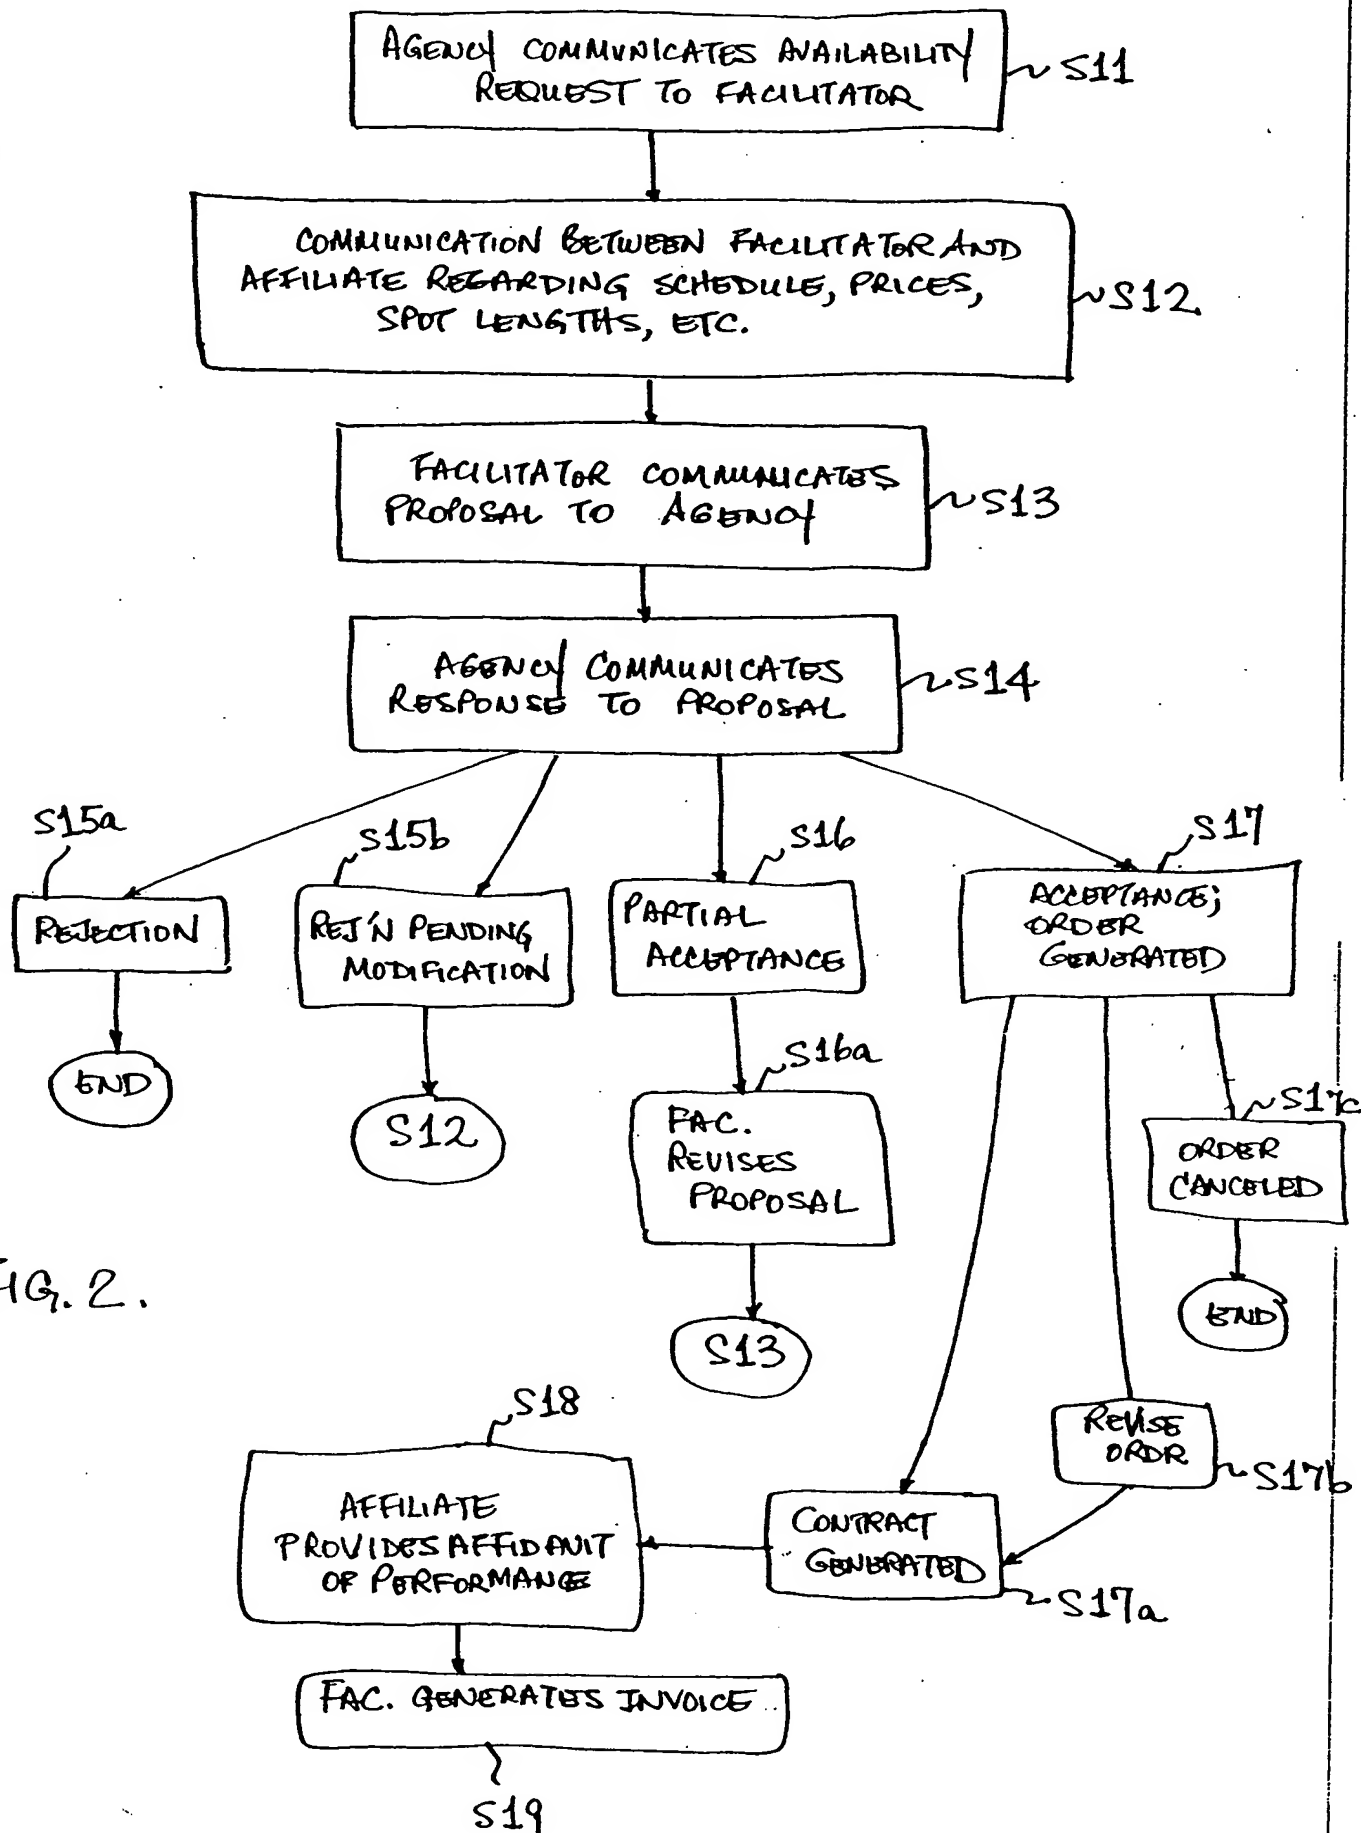 AGENCY COMMUNICATES AVAILABILITY
REQUEST TO FACILITATOR
S11
COMMUNICATION BETWEEN FACILITATOR AND
AFFILIATE REGARDING SCHEDULE, PRICES,
SPOT LENGTHS, ETC.
S12
FACILITATOR COMMUNICATES
PROPOSAL TO AGENCY
S13
AGENCY COMMUNICATES
RESPONSE TO PROPOSAL
S14
S15a
REJECTION
END
S15b
REJ'N PENDING
MODIFICATION
S12
S16
PARTIAL
ACCEPTANCE
S16a
FAC.
REVISES
PROPOSAL
S13
S17
ACCEPTANCE;
ORDER
GENERATED
S17c
ORDER
CANCELED
END
REVISE
ORDR
S17b
CONTRACT
GENERATED
S17a
S18
AFFILIATE
PROVIDES AFFIDAVIT
OF PERFORMANCE
FAC. GENERATES INVOICE
S19
FIG. 2.